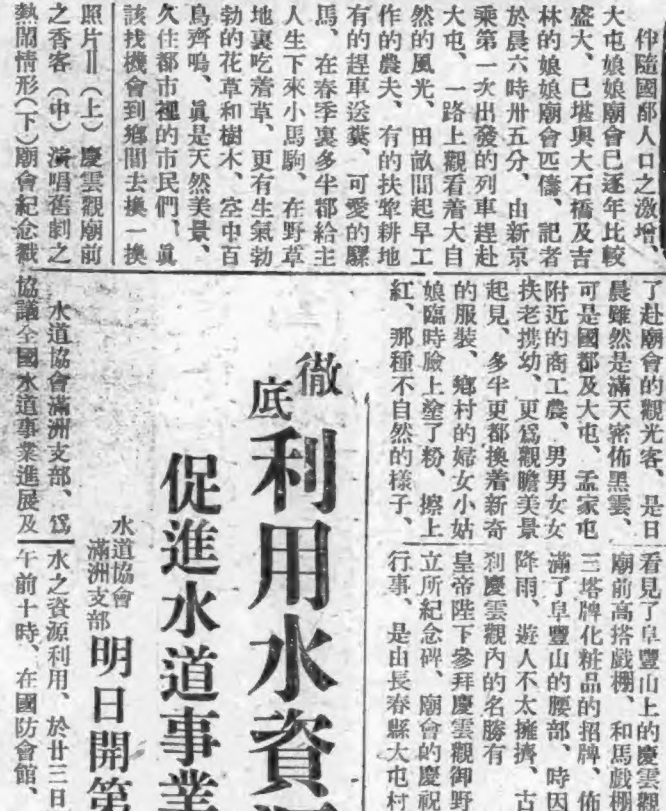 伴隨國都人口之激增、
大屯娘娘廟會已逐年比較
盛大、已堪與大石橋及吉
林的娘娘廟會匹儔、記者
於晨六時卅五分、由新京
乘第一次出發的列車趕赴
大屯、一路上觀看着大自
然的風光、田畝間起早工
作的農夫、有的扶犂耕地
有的趕車送糞、可愛的騾
馬、在春季裏多半都給主
人生下來小馬駒、在野草
地裏吃着草、更有生氣勃
勃的花草和樹木、空中百
鳥齊鳴、眞是天然美景、
久住都市裡的市民們、眞
該找機會到鄉間去換一換
照片＝（上）慶雲觀廟前
之香客（中）演唱舊劇之
熱鬧情形（下）廟會紀念戳
了赴廟會的觀光客、是日
晨雖然是滿天密佈黑雲、
可是國都及大屯、孟家屯
附近的商工農、男男女女
扶老携幼、更爲觀瞻美景
起見、多半更都換着新奇
的服裝、鄉村的婦女小姑
娘臨時臉上塗了粉、擦上
紅、那種不自然的樣子、
看見了阜豐山上的慶雲觀
廟前高搭戲棚、和馬戲棚
三塔牌化粧品的招牌、佈
滿了阜豐山的腰部、時因
降雨、遊人不太擁擠、古
刹慶雲觀內的名勝有
皇帝陛下參拜慶雲觀御野
立所紀念碑、廟會的慶祝
行事、是由長春縣大屯村
徹底利用水資
促進水道事業
水道協會
滿洲支部
明日開第
水道協會滿洲支部、爲
協議全國水道事業進展及
水之資源利用、於廿三日
午前十時、在國防會館、